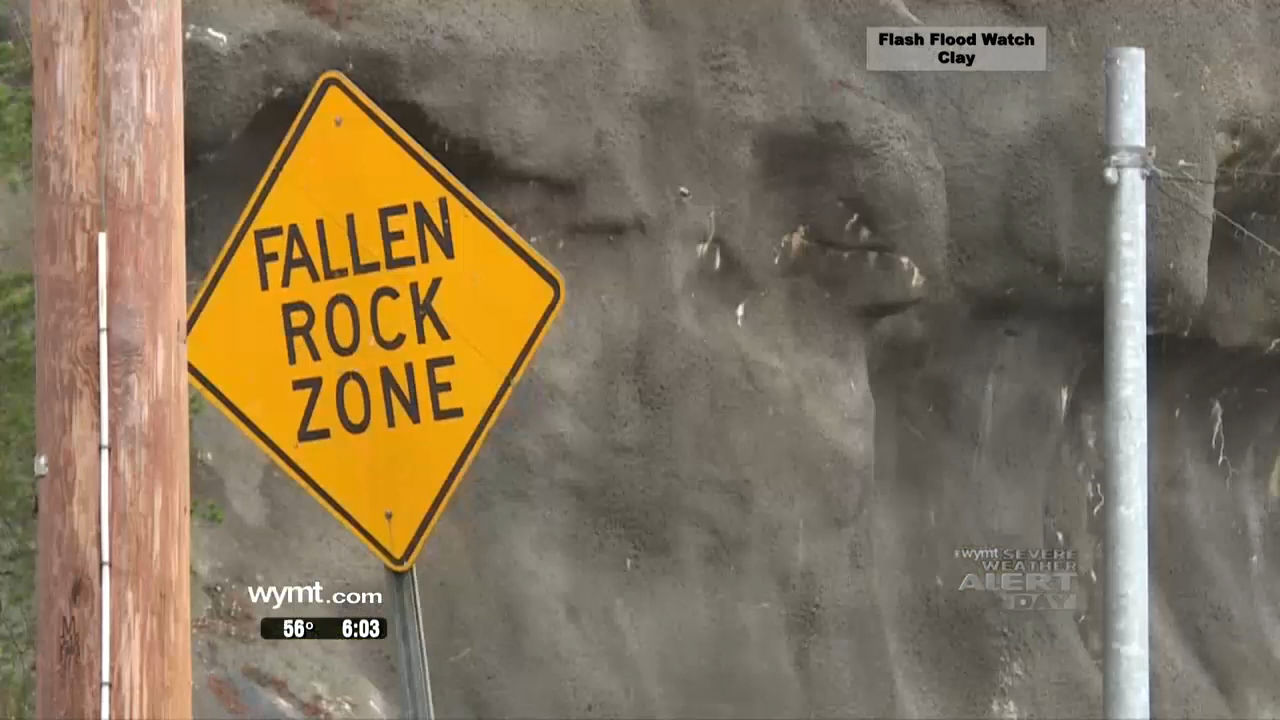 Flash Flood Watch
Clay
FALLEN
ROCK
ZONE
wymt SEVERE
WEATHER
ALERT
DAY
wymt.com
56° 6:03